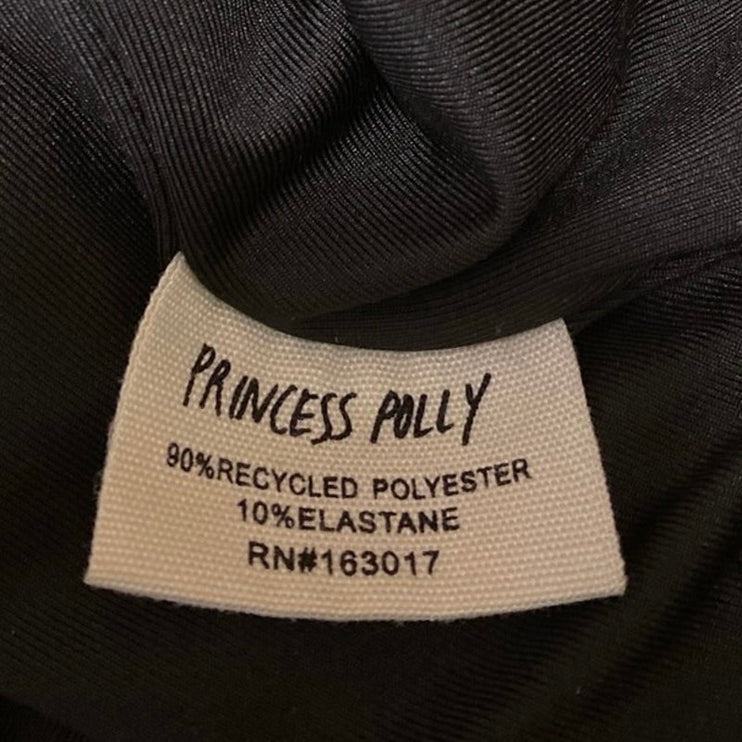 PRINCESS POLLY
90%RECYCLED POLYESTER
10%ELASTANE
RN#163017